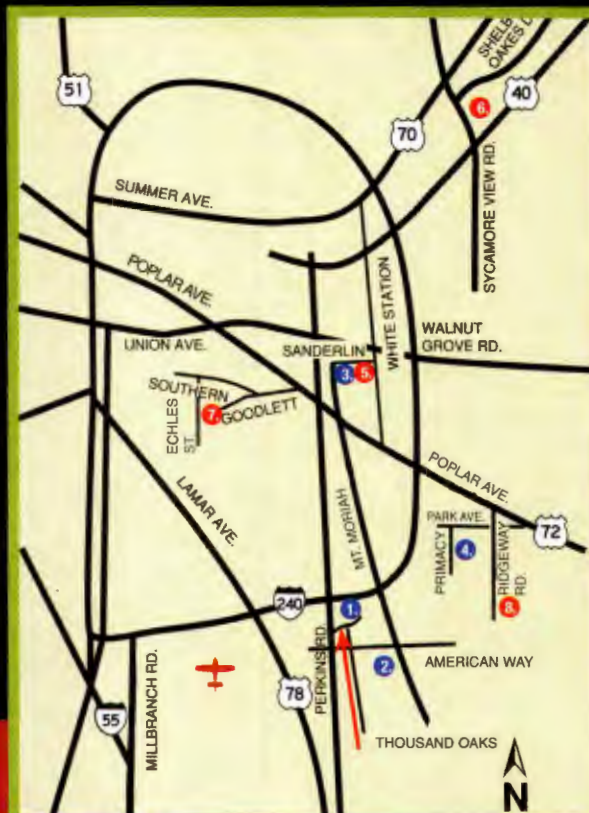 SHELB
OAKES D
51
40
6.
70
SYCAMORE VIEW RD.
SUMMER AVE.
POPLAR AVE.
WHITE STATION
WALNUT
GROVE RD.
UNION AVE.
SANDERLIN
3.
5.
SOUTHERN
GOODLETT
7.
ECHLES
ST.
LAMAR AVE.
MT. MORIAH
POPLAR AVE.
PARK AVE.
72
PRIMACY
4.
RIDGEWAY
RD.
8.
240
1.
PERKINS RD.
2.
AMERICAN WAY
78
55
MILLBRANCH RD.
THOUSAND OAKS
N